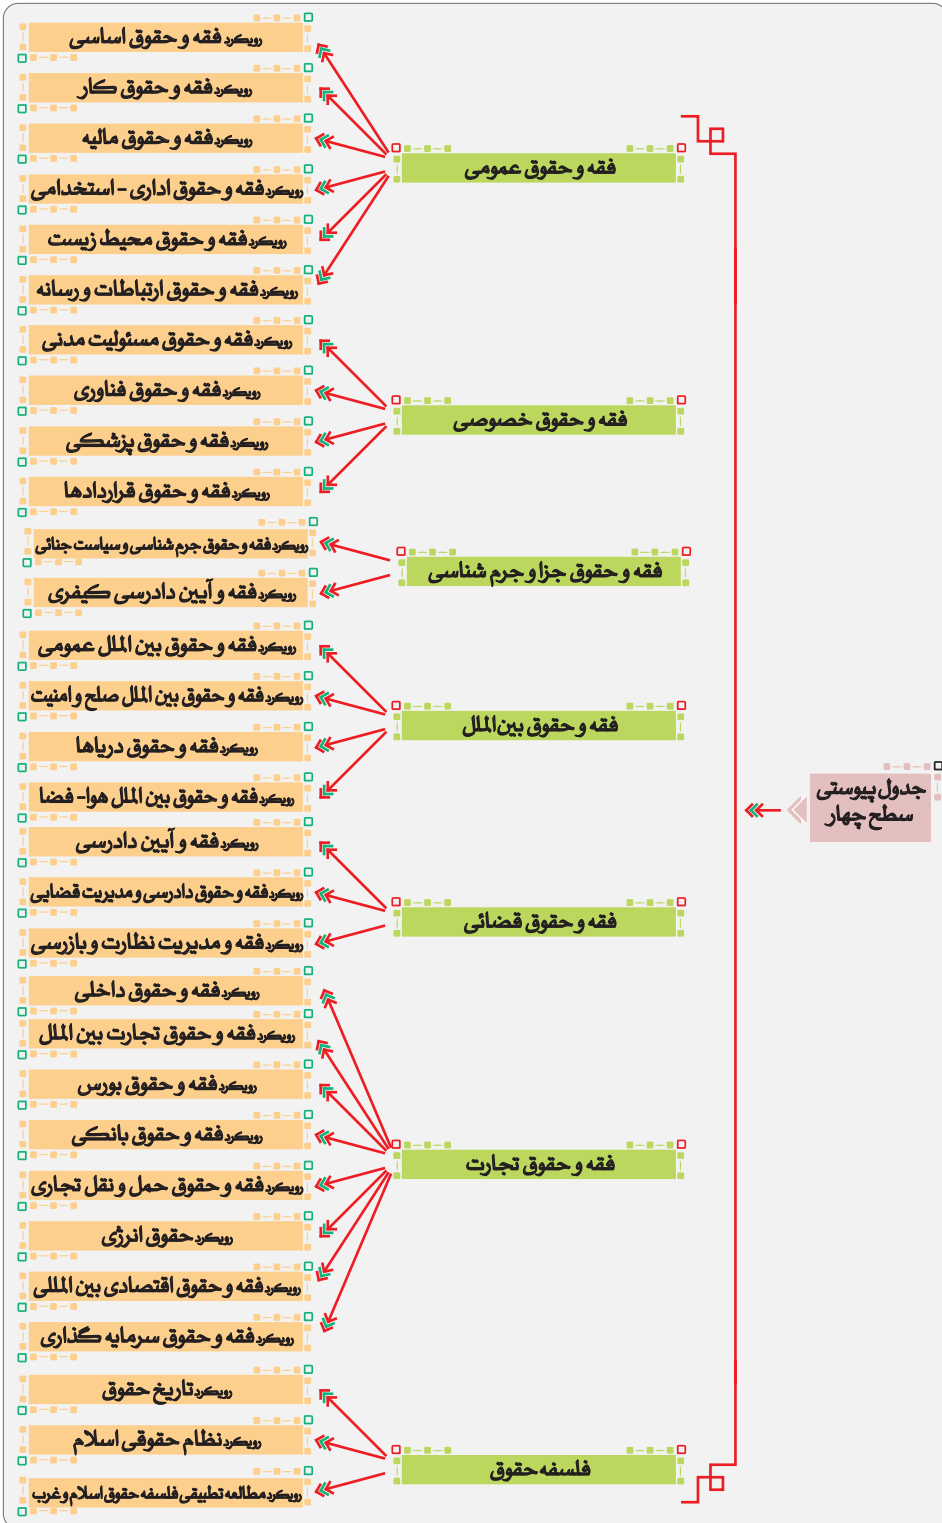 جدول پیوستی
سطح چهار
فقه و حقوق عمومی
رویکرد فقه و حقوق اساسی
رویکرد فقه و حقوق کار
رویکرد فقه و حقوق مالیه
رویکرد فقه و حقوق اداری - استخدامی
رویکرد فقه و حقوق محیط زیست
رویکرد فقه و حقوق ارتباطات و رسانه
فقه و حقوق خصوصی
رویکرد فقه و حقوق مسئولیت مدنی
رویکرد فقه و حقوق فناوری
رویکرد فقه و حقوق پزشکی
رویکرد فقه و حقوق قراردادها
فقه و حقوق جزا و جرم شناسی
رویکرد فقه و حقوق جرم شناسی و سیاست جنائی
رویکرد فقه و آیین دادرسی کیفری
فقه و حقوق بین‌الملل
رویکرد فقه و حقوق بین الملل عمومی
رویکرد فقه و حقوق بین الملل صلح و امنیت
رویکرد فقه و حقوق دریاها
رویکرد فقه و حقوق بین الملل هوا- فضا
فقه و حقوق قضائی
رویکرد فقه و آیین دادرسی
رویکرد فقه و حقوق دادرسی و مدیریت قضایی
رویکرد فقه و مدیریت نظارت و بازرسی
فقه و حقوق تجارت
رویکرد فقه و حقوق داخلی
رویکرد فقه و حقوق تجارت بین الملل
رویکرد فقه و حقوق بورس
رویکرد فقه و حقوق بانکی
رویکرد فقه و حقوق حمل و نقل تجاری
رویکرد حقوق انرژی
رویکرد فقه و حقوق اقتصادی بین المللی
رویکرد فقه و حقوق سرمایه گذاری
فلسفه حقوق
رویکرد تاریخ حقوق
رویکرد نظام حقوقی اسلام
رویکرد مطالعه تطبیقی فلسفه حقوق اسلام و غرب